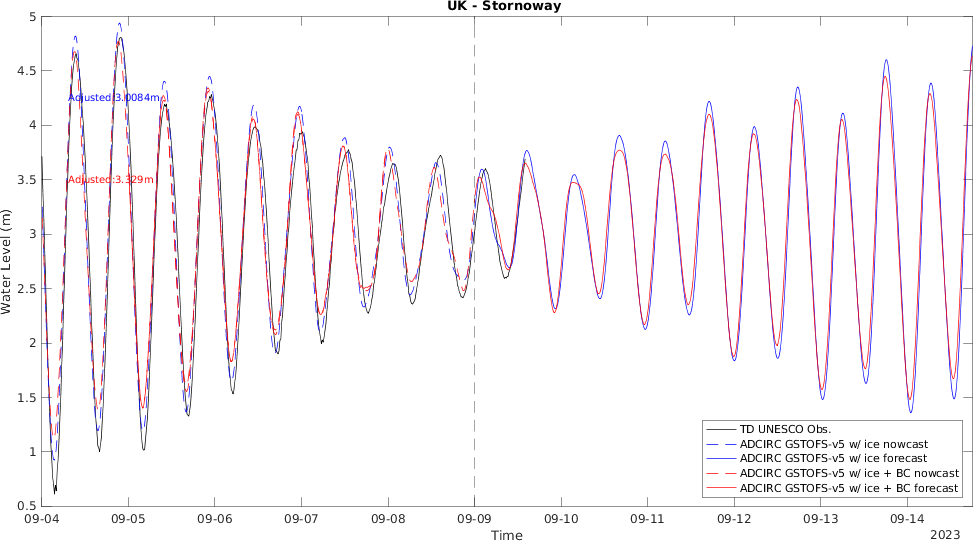 UK - Stornoway
5
4.5
4
3.5
3
2.5
2
1.5
1
0.5
Water Level (m)
Adjusted:3.0084m
Adjusted:3.329m
TD UNESCO Obs.
ADCIRC GSTOFS-v5 w/ ice nowcast
ADCIRC GSTOFS-v5 w/ ice forecast
ADCIRC GSTOFS-v5 w/ ice + BC nowcast
ADCIRC GSTOFS-v5 w/ ice + BC forecast
09-04 09-05 09-06 09-07 09-08 09-09 09-10 09-11 09-12 09-13 09-14
Time
2023